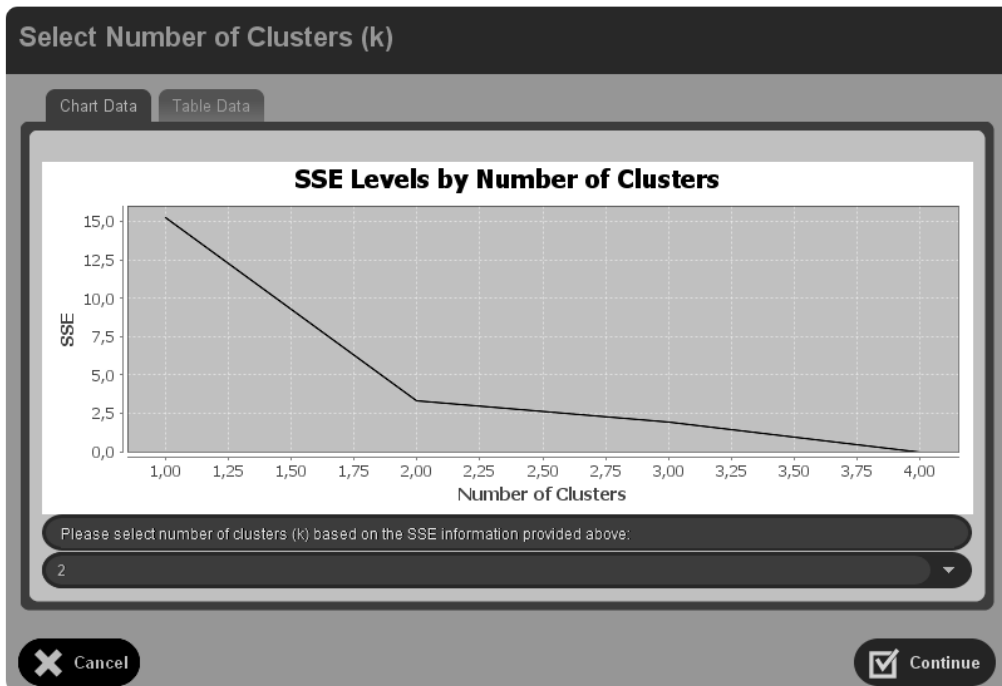 Select Number of Clusters (k)
Chart Data Table Data
SSE Levels by Number of Clusters
15,0
12,5
10,0
7,5
5,0
2,5
0,0
SSE
1,00 1,25 1,50 1,75 2,00 2,25 2,50 2,75 3,00 3,25 3,50 3,75 4,00
Number of Clusters
Please select number of clusters (k) based on the SSE information provided above:
2
Cancel Continue